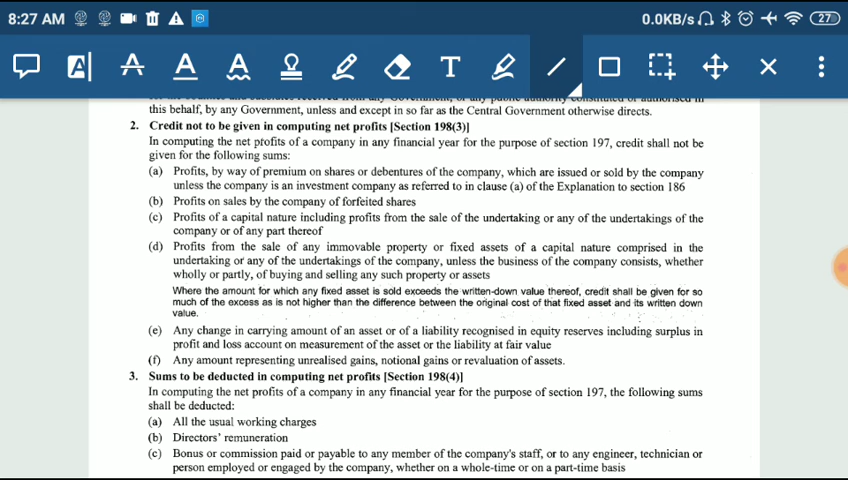 8:27 AM 0.0KB/s 27
A A A A T
for the bounties and subsidies received from any Government, or any public authority constituted or authorised in
this behalf, by any Government, unless and except in so far as the Central Government otherwise directs.
2. Credit not to be given in computing net profits [Section 198(3)]
In computing the net profits of a company in any financial year for the purpose of section 197, credit shall not be
given for the following sums:
(a) Profits, by way of premium on shares or debentures of the company, which are issued or sold by the company
unless the company is an investment company as referred to in clause (a) of the Explanation to section 186
(b) Profits on sales by the company of forfeited shares
(c) Profits of a capital nature including profits from the sale of the undertaking or any of the undertakings of the
company or of any part thereof
(d) Profits from the sale of any immovable property or fixed assets of a capital nature comprised in the
undertaking or any of the undertakings of the company, unless the business of the company consists, whether
wholly or partly, of buying and selling any such property or assets
Where the amount for which any fixed asset is sold exceeds the written-down value thereof, credit shall be given for so
much of the excess as is not higher than the difference between the original cost of that fixed asset and its written down
value.
(e) Any change in carrying amount of an asset or of a liability recognised in equity reserves including surplus in
profit and loss account on measurement of the asset or the liability at fair value
(f) Any amount representing unrealised gains, notional gains or revaluation of assets.
3. Sums to be deducted in computing net profits [Section 198(4)]
In computing the net profits of a company in any financial year for the purpose of section 197, the following sums
shall be deducted:
(a) All the usual working charges
(b) Directors' remuneration
(c) Bonus or commission paid or payable to any member of the company's staff, or to any engineer, technician or
person employed or engaged by the company, whether on a whole-time or on a part-time basis